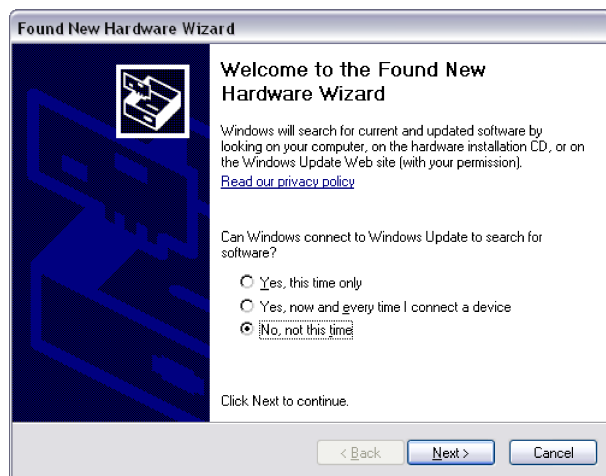 Found New Hardware Wizard
Welcome to the Found New
Hardware Wizard
Windows will search for current and updated software by
looking on your computer, on the hardware installation CD, or on
the Windows Update Web site (with your permission).
Read our privacy policy
Can Windows connect to Windows Update to search for
software?
Yes, this time only
Yes, now and every time I connect a device
No, not this time
Click Next to continue.
< Back Next > Cancel